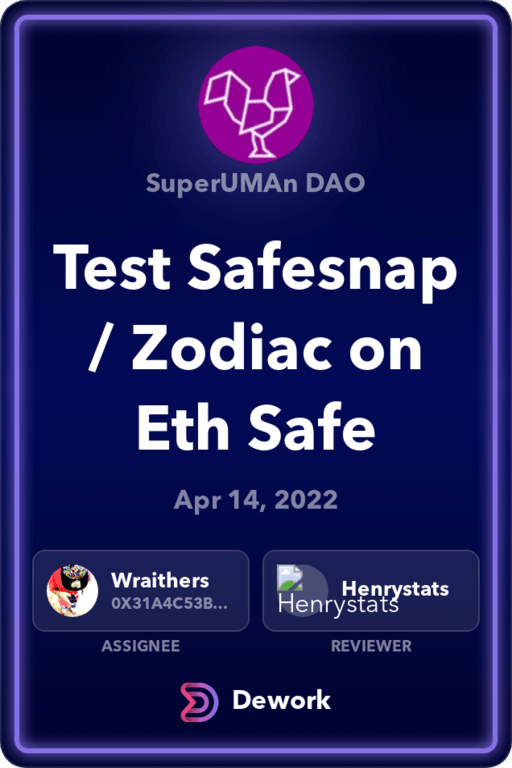 SuperUMAn DAO
Test Safesnap
/ Zodiac on
Eth Safe
Apr 14, 2022
Wraithers
0X31A4C53B...
Henrystats
Henrystats
ASSIGNEE
REVIEWER
Dework